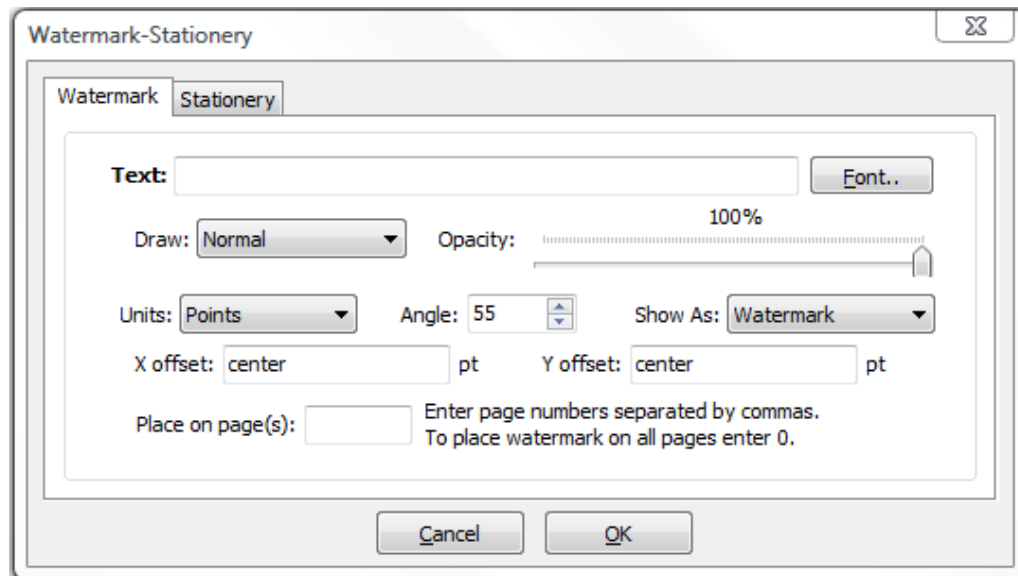 Watermark-Stationery
Watermark Stationery
Text: Font..
100%
Draw: Normal Opacity:
Units: Points Angle: 55 Show As: Watermark
X offset: center pt Y offset: center pt
Place on page(s): Enter page numbers separated by commas.
To place watermark on all pages enter 0.
Cancel OK